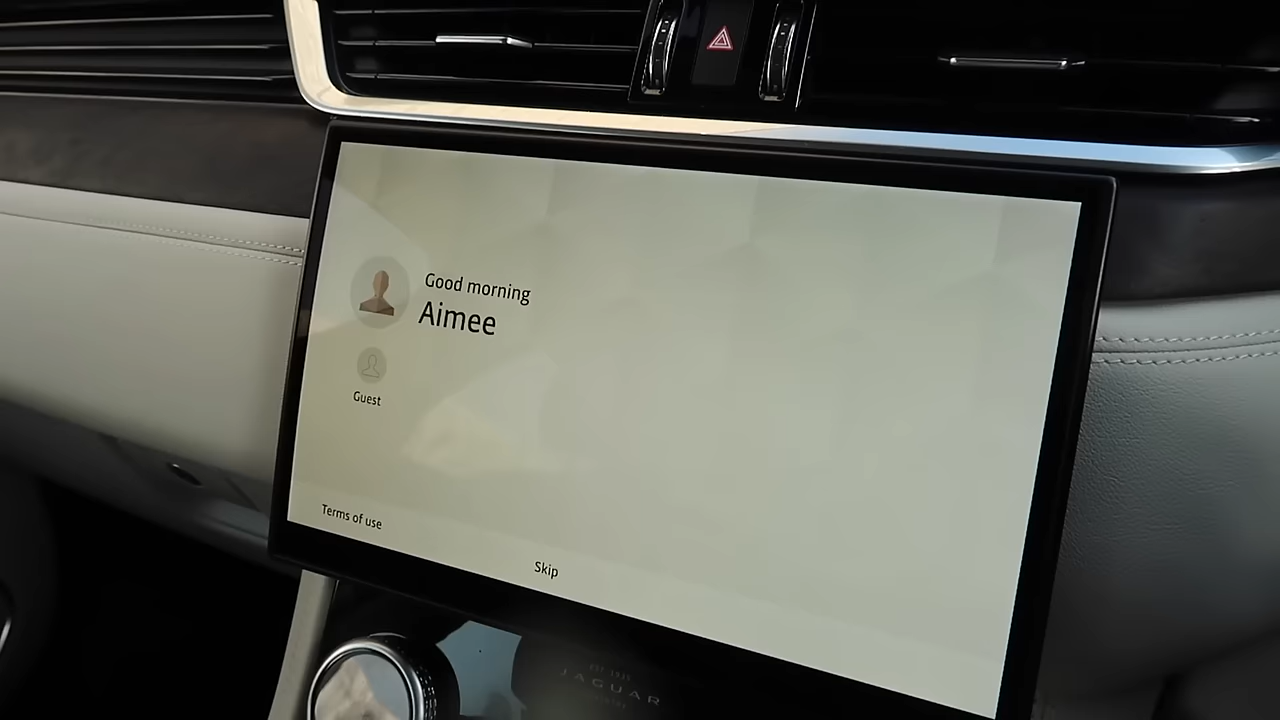 Good morning
Aimee
Guest
Terms of use
Skip
JAGUAR